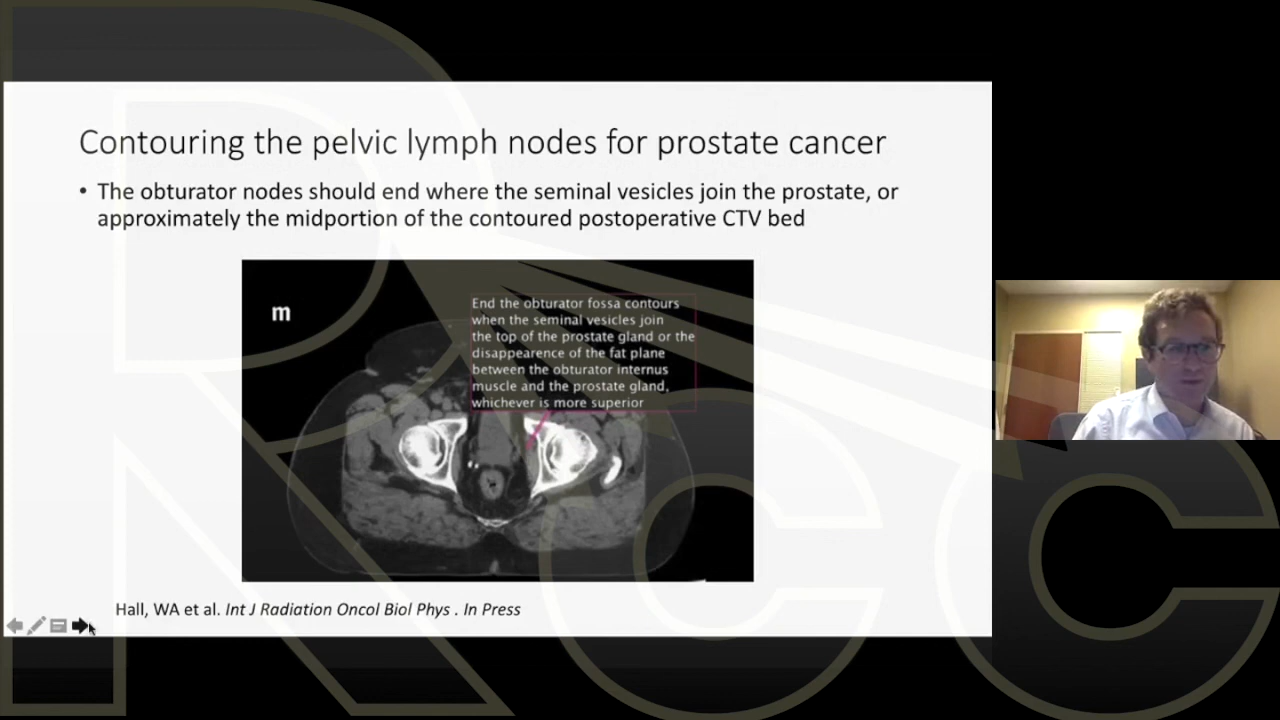 Contouring the pelvic lymph nodes for prostate cancer
• The obturator nodes should end where the seminal vesicles join the prostate, or
approximately the midportion of the contoured postoperative CTV bed
m
End the obturator fossa contours
when the seminal vesicles join
the top of the prostate gland or the
disappearence of the fat plane
between the obturator internus
muscle and the prostate gland,
whichever is more superior
Hall, WA et al. Int J Radiation Oncol Biol Phys . In Press
RCC